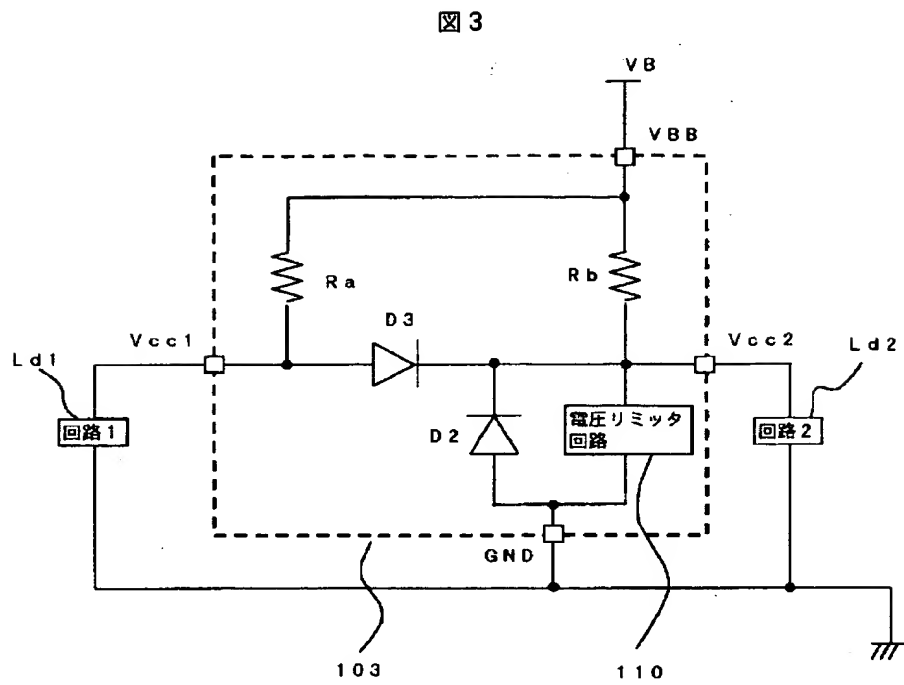 図3
VB
VBB
Ra
Rb
D3
Vcc1
Vcc2
Ld1
Ld2
回路1
D2
電圧リミッタ
回路
回路2
GND
103
110